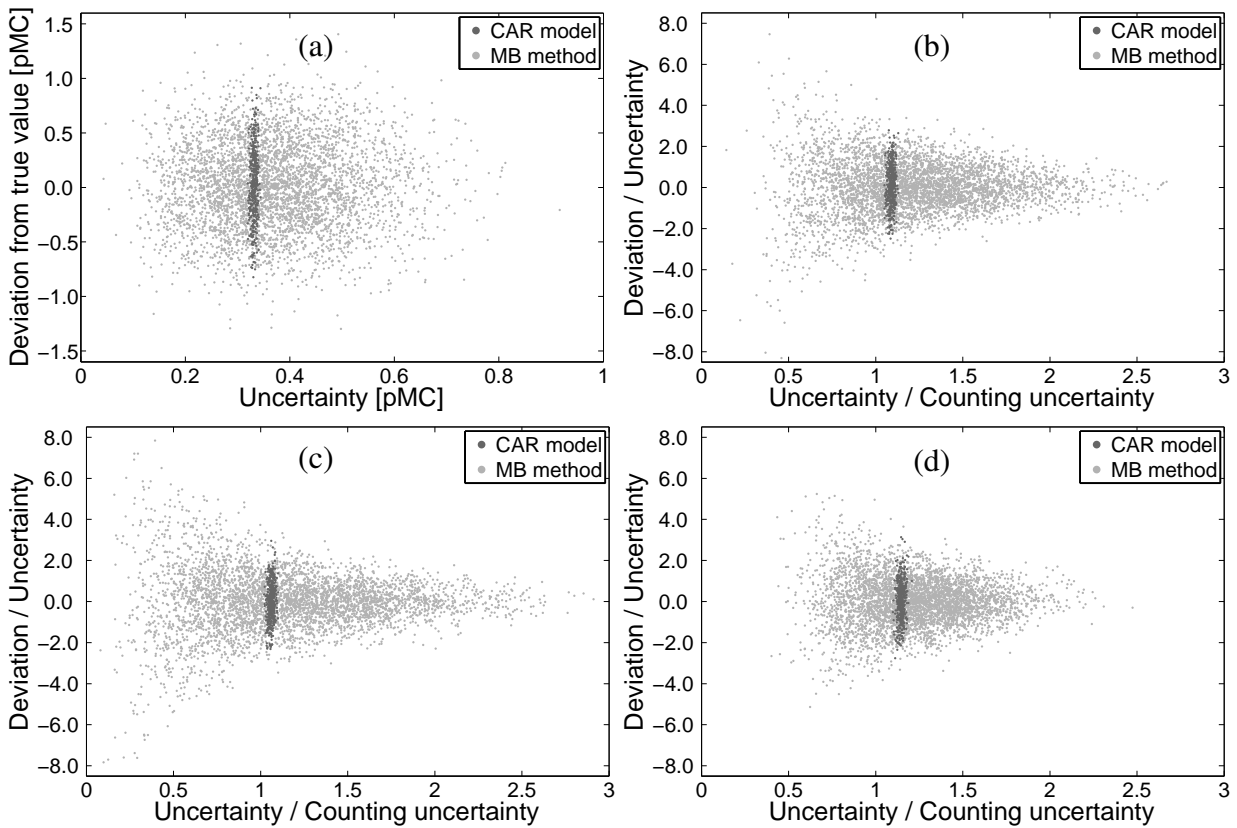 (a)
CAR model
MB method
Deviation from true value [pMC]
1.5
1.0
0.5
0.0
−0.5
−1.0
−1.5
0 0.2 0.4 0.6 0.8 1
Uncertainty [pMC]
(b)
CAR model
MB method
Deviation / Uncertainty
8.0
6.0
4.0
2.0
0.0
−2.0
−4.0
−6.0
−8.0
0 0.5 1 1.5 2 2.5 3
Uncertainty / Counting uncertainty
(c)
CAR model
MB method
Deviation / Uncertainty
8.0
6.0
4.0
2.0
0.0
−2.0
−4.0
−6.0
−8.0
0 0.5 1 1.5 2 2.5 3
Uncertainty / Counting uncertainty
(d)
CAR model
MB method
Deviation / Uncertainty
8.0
6.0
4.0
2.0
0.0
−2.0
−4.0
−6.0
−8.0
0 0.5 1 1.5 2 2.5 3
Uncertainty / Counting uncertainty